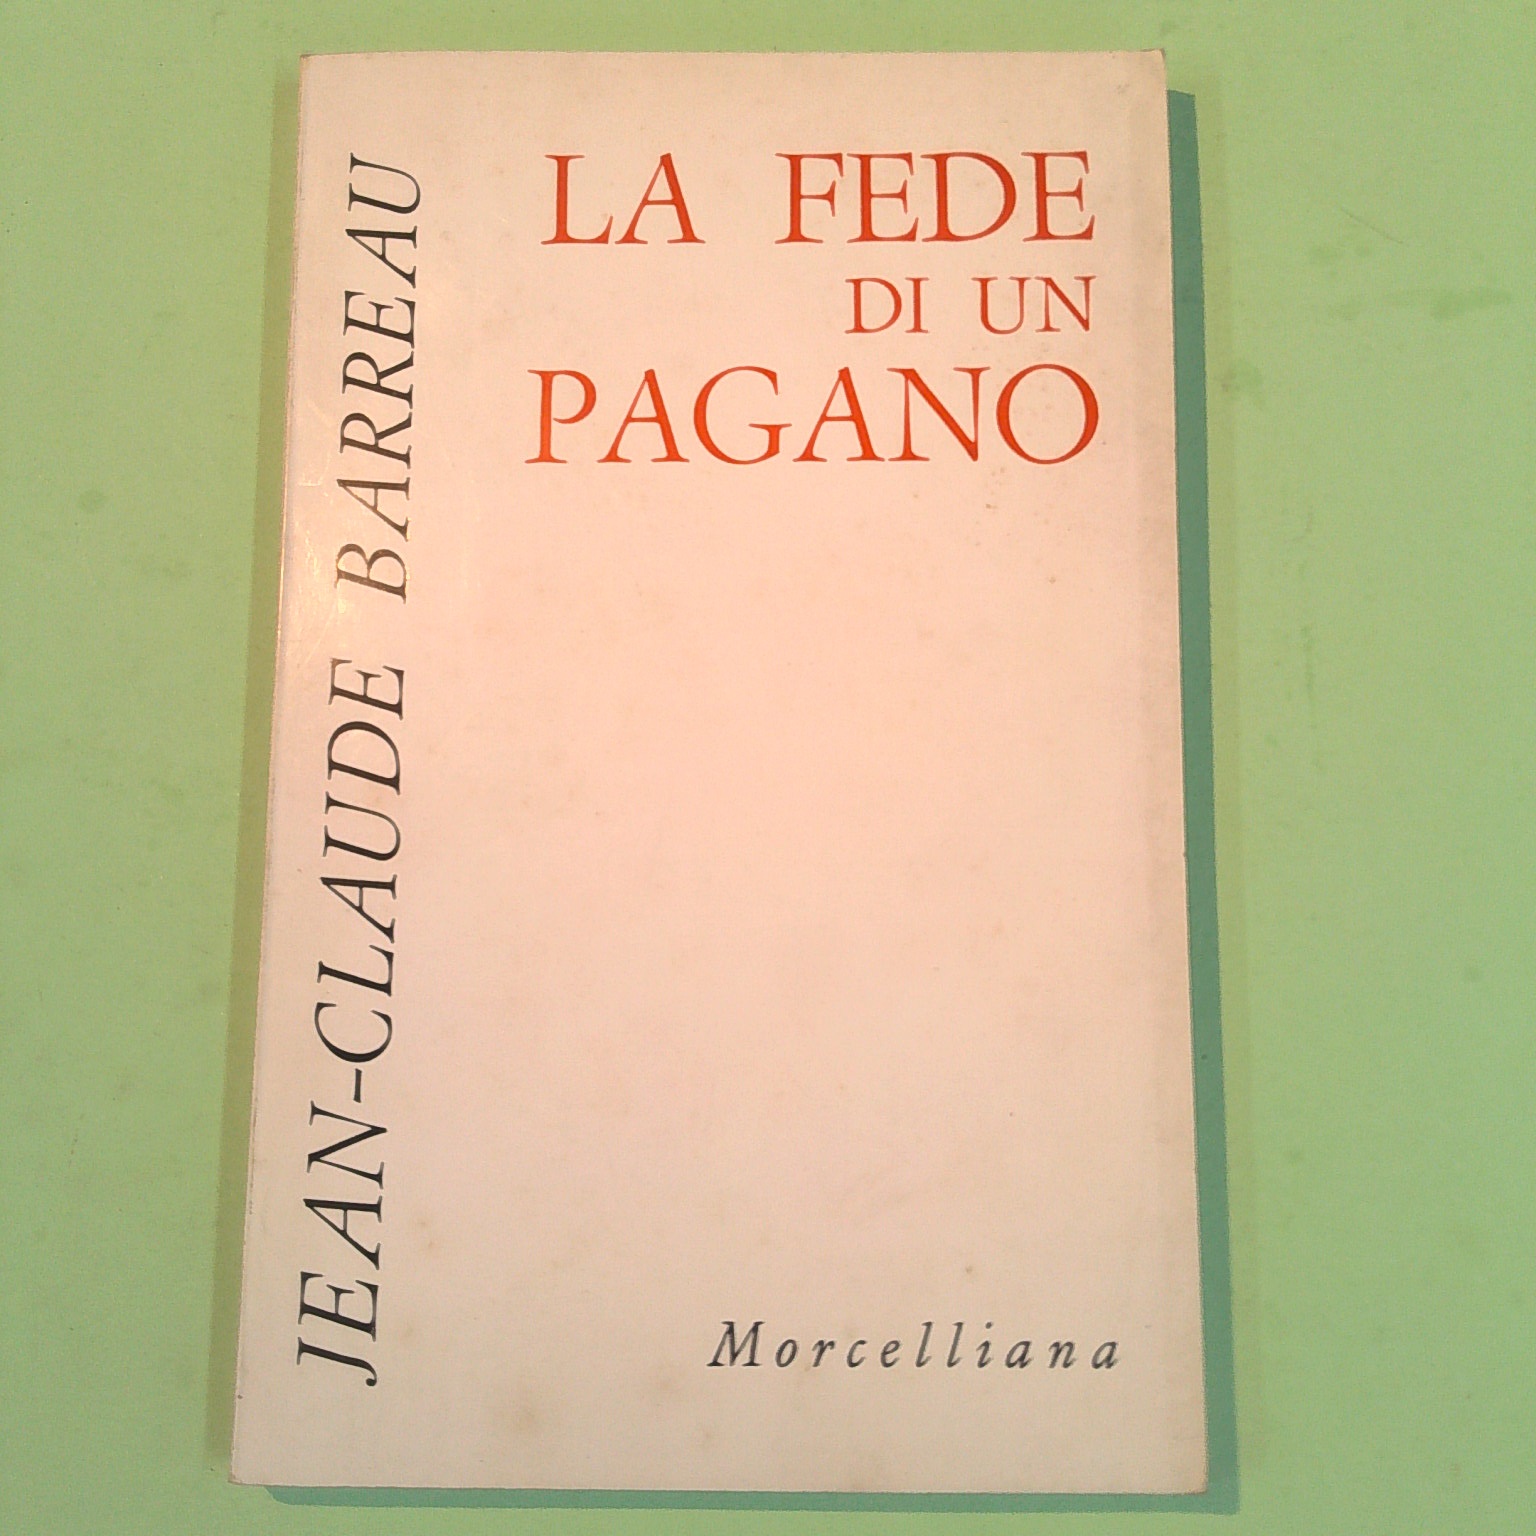 JEAN-CLAUDE BARREAU
LA FEDE
DI UN
PAGANO
Morcelliana